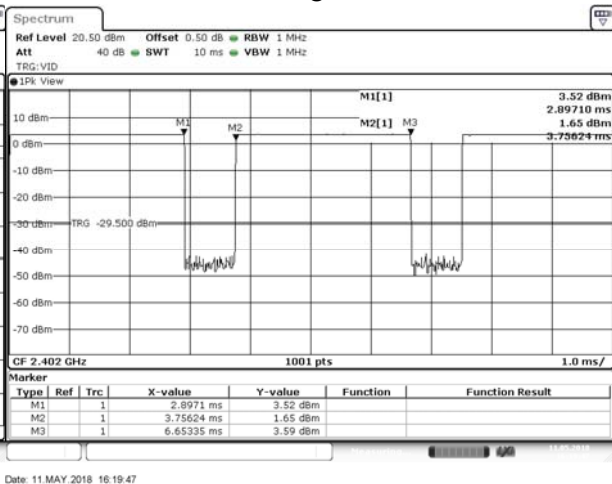 Spectrum
Ref Level 20.50 dBm Offset 0.50 dB RBW 1 MHz
Att 40 dB SWT 10 ms VBW 1 MHz
TRG:VID
1Pk View
M1[1] 3.52 dBm
2.89710 ms
10 dBm
M1 M2 M2[1] M3 1.65 dBm
3.75624 ms
0 dBm
-10 dBm
-20 dBm
-30 dBm TRG -29.500 dBm
-40 dBm
-50 dBm
-60 dBm
-70 dBm
CF 2.402 GHz 1001 pts 1.0 ms/
Marker
Type Ref Trc X-value Y-value Function Function Result
M1 1 2.8971 ms 3.52 dBm
M2 1 3.75624 ms 1.65 dBm
M3 1 6.65335 ms 3.59 dBm
Date: 11.MAY.2018 16:19:47